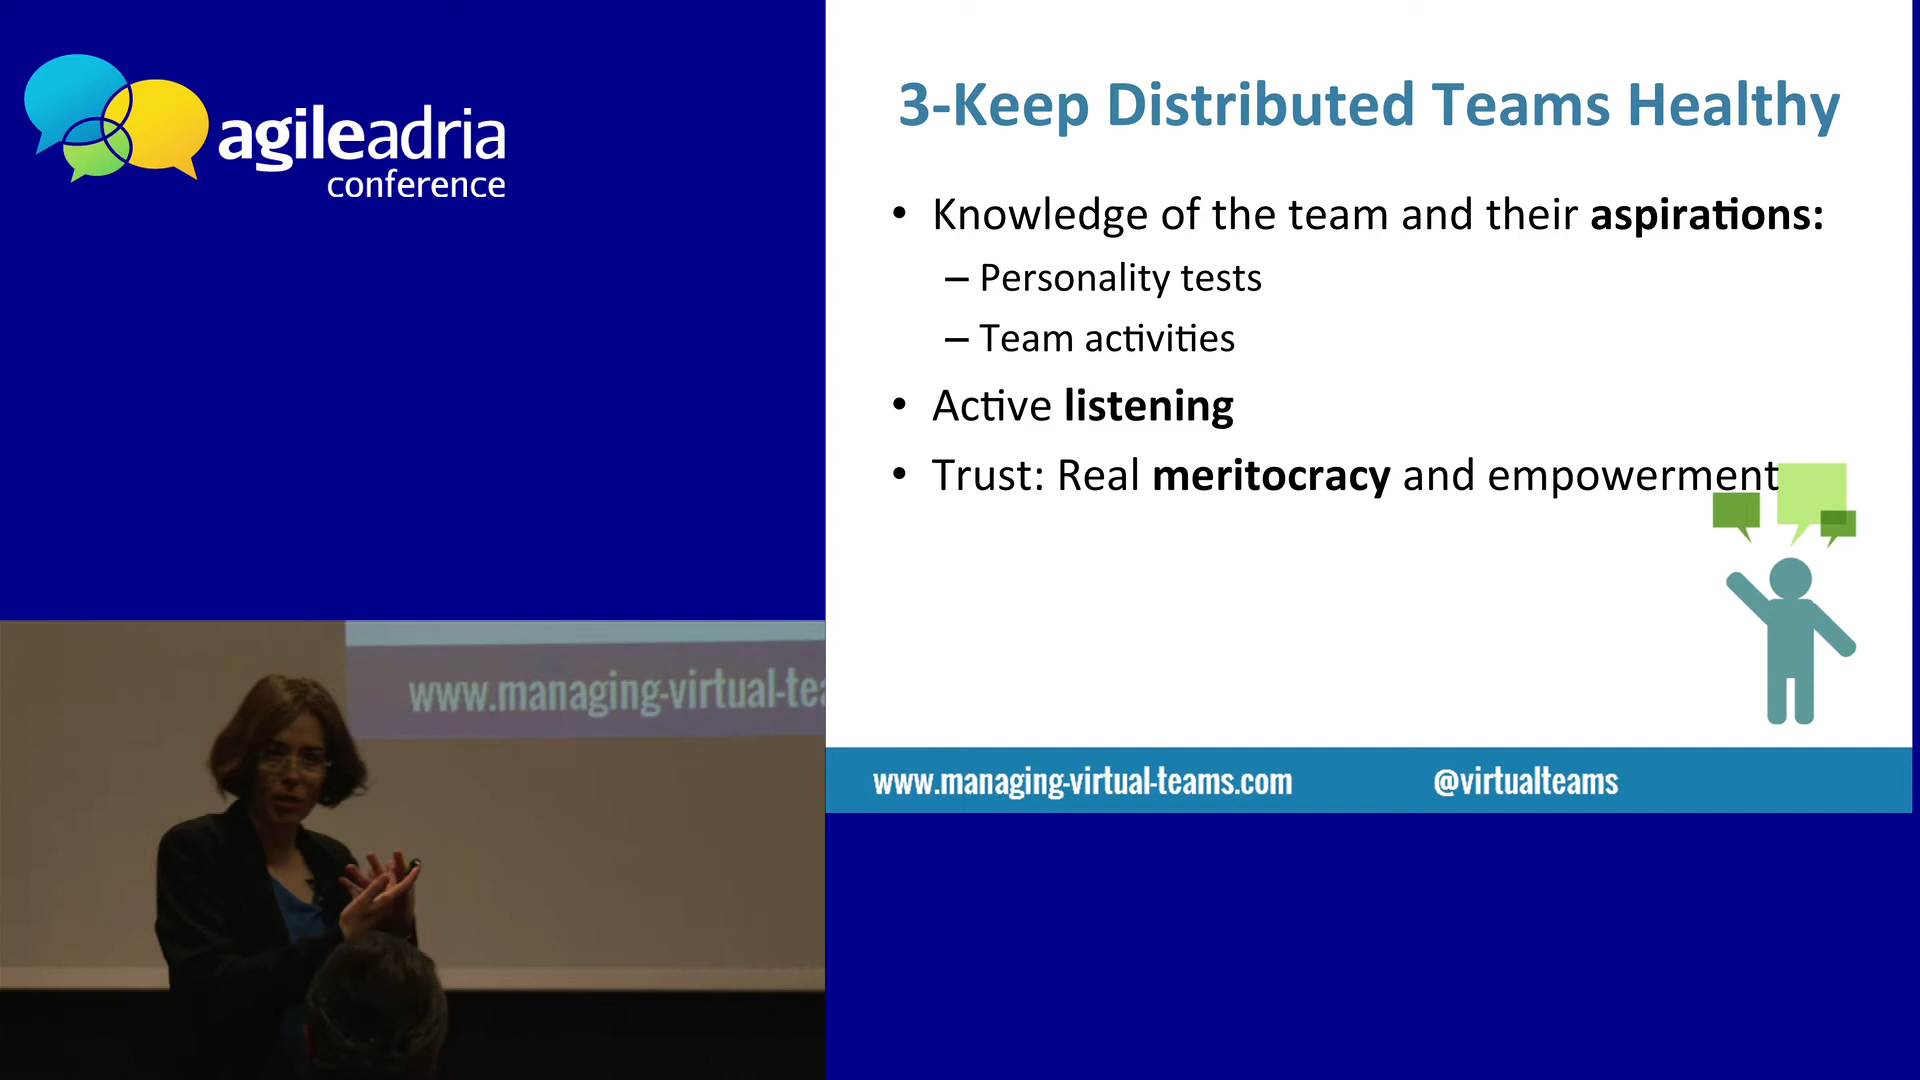 agileadria
conference
3-Keep Distributed Teams Healthy
• Knowledge of the team and their aspirations:
– Personality tests
– Team activities
• Active listening
• Trust: Real meritocracy and empowerment
www.managing-virtual-teams.com @virtualteams
www.managing-virtual-tea